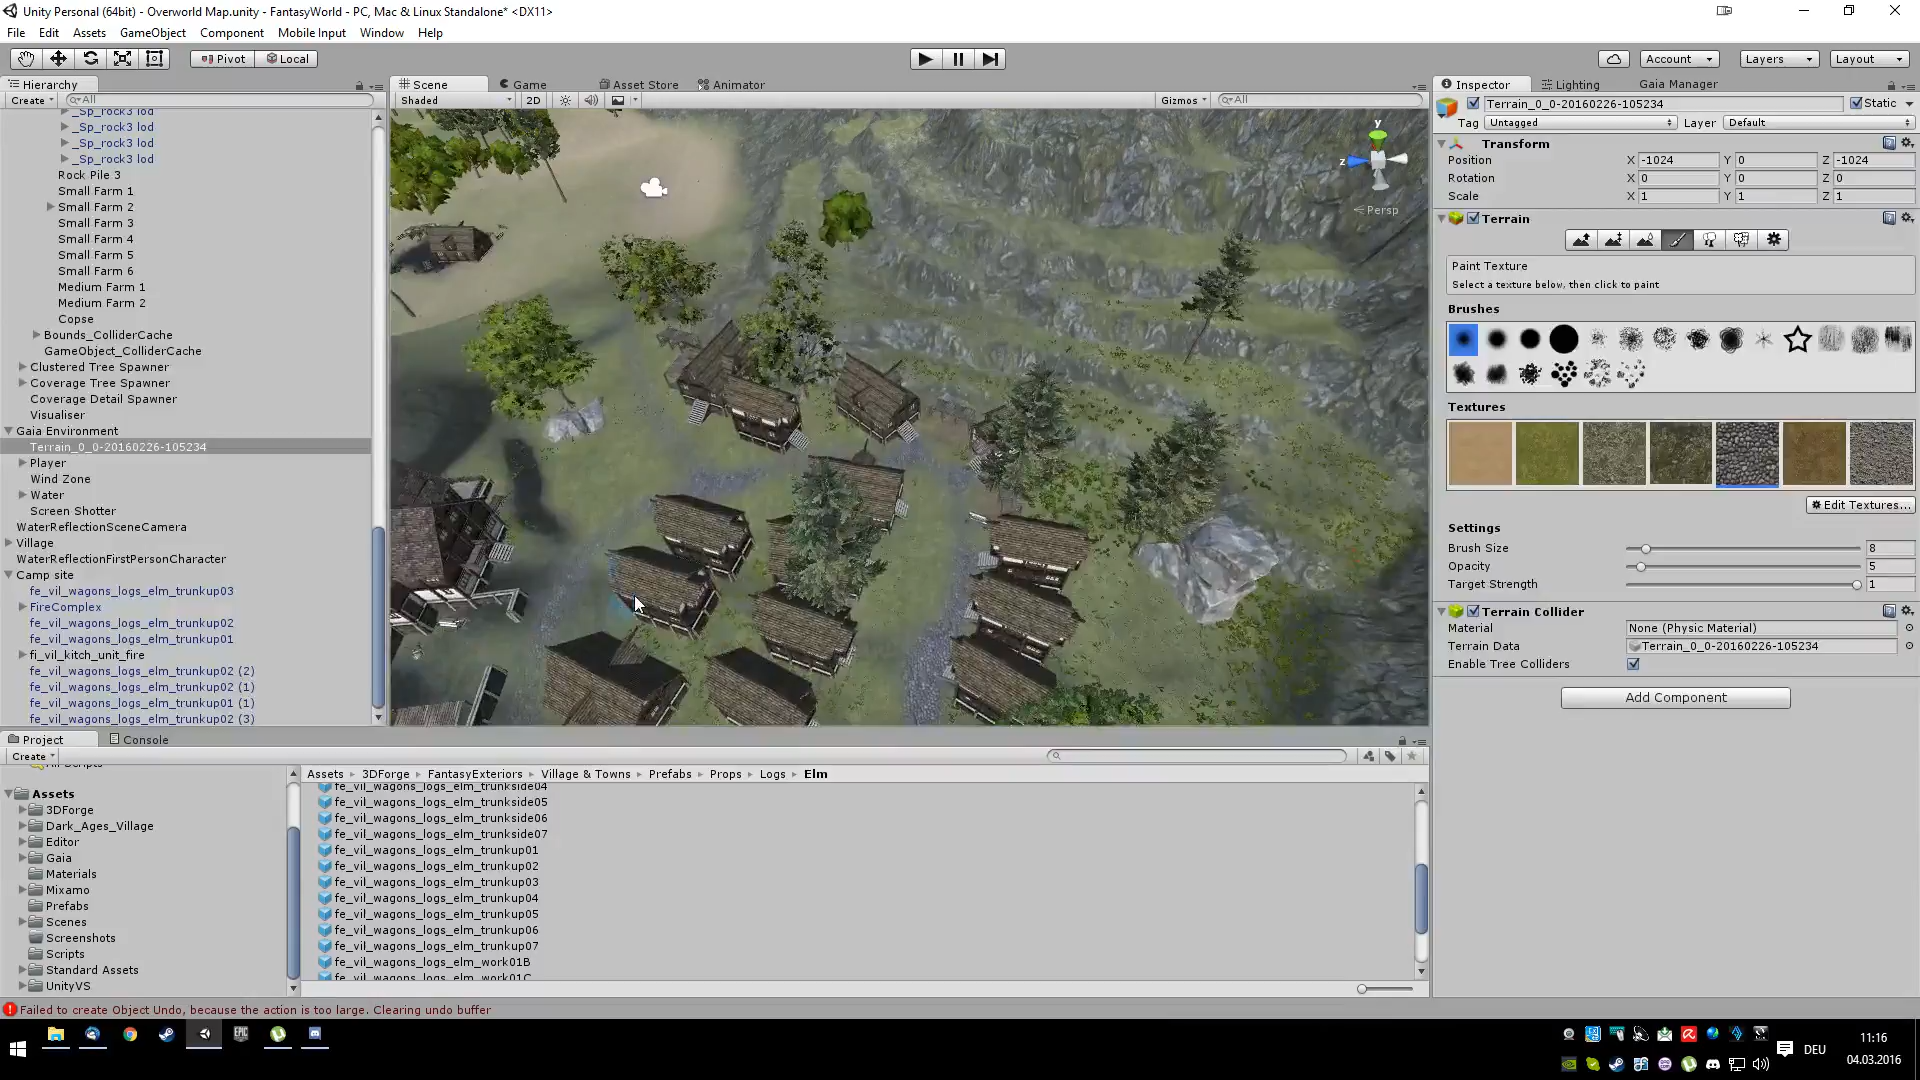 Unity Personal (64bit) - Overworld Map.unity - FantasyWorld - PC, Mac & Linux Standalone* <DX11>
File Edit Assets GameObject Component Mobile Input Window Help
Pivot Local Account Layers Layout
Hierarchy
Create All
_Sp_rock3 lod
_Sp_rock3 lod
_Sp_rock3 lod
_Sp_rock3 lod
Rock Pile 3
Small Farm 1
Small Farm 2
Small Farm 3
Small Farm 4
Small Farm 5
Small Farm 6
Medium Farm 1
Medium Farm 2
Copse
Bounds_ColliderCache
GameObject_ColliderCache
Clustered Tree Spawner
Coverage Tree Spawner
Coverage Detail Spawner
Visualiser
Gaia Environment
Terrain_0_0-20160226-105234
Player
Wind Zone
Water
Screen Shotter
WaterReflectionSceneCamera
Village
WaterReflectionFirstPersonCharacter
Camp site
fe_vil_wagons_logs_elm_trunkup03
FireComplex
fe_vil_wagons_logs_elm_trunkup02
fe_vil_wagons_logs_elm_trunkup01
fi_vil_kitch_unit_fire
fe_vil_wagons_logs_elm_trunkup02 (2)
fe_vil_wagons_logs_elm_trunkup02 (1)
fe_vil_wagons_logs_elm_trunkup01 (1)
fe_vil_wagons_logs_elm_trunkup02 (3)
Scene Game Asset Store Animator
Shaded 2D Gizmos All
y
z
Persp
Inspector Lighting Gaia Manager
Terrain_0_0-20160226-105234 Static
Tag Untagged Layer Default
Transform
Position X -1024 Y 0 Z -1024
Rotation X 0 Y 0 Z 0
Scale X 1 Y 1 Z 1
Terrain
Paint Texture
Select a texture below, then click to paint
Brushes
Textures
Edit Textures...
Settings
Brush Size 8
Opacity 5
Target Strength 1
Terrain Collider
Material None (Physic Material)
Terrain Data Terrain_0_0-20160226-105234
Enable Tree Colliders
Add Component
Project Console
Create
All Scripts
Assets
3DForge
Dark_Ages_Village
Editor
Gaia
Materials
Mixamo
Prefabs
Scenes
Screenshots
Scripts
Standard Assets
UnityVS
Assets 3DForge FantasyExteriors Village & Towns Prefabs Props Logs Elm
fe_vil_wagons_logs_elm_trunkside04
fe_vil_wagons_logs_elm_trunkside05
fe_vil_wagons_logs_elm_trunkside06
fe_vil_wagons_logs_elm_trunkside07
fe_vil_wagons_logs_elm_trunkup01
fe_vil_wagons_logs_elm_trunkup02
fe_vil_wagons_logs_elm_trunkup03
fe_vil_wagons_logs_elm_trunkup04
fe_vil_wagons_logs_elm_trunkup05
fe_vil_wagons_logs_elm_trunkup06
fe_vil_wagons_logs_elm_trunkup07
fe_vil_wagons_logs_elm_work01B
fe_vil_wagons_logs_elm_work01C
Failed to create Object Undo, because the action is too large. Clearing undo buffer
EPIC
DEU
11:16
04.03.2016